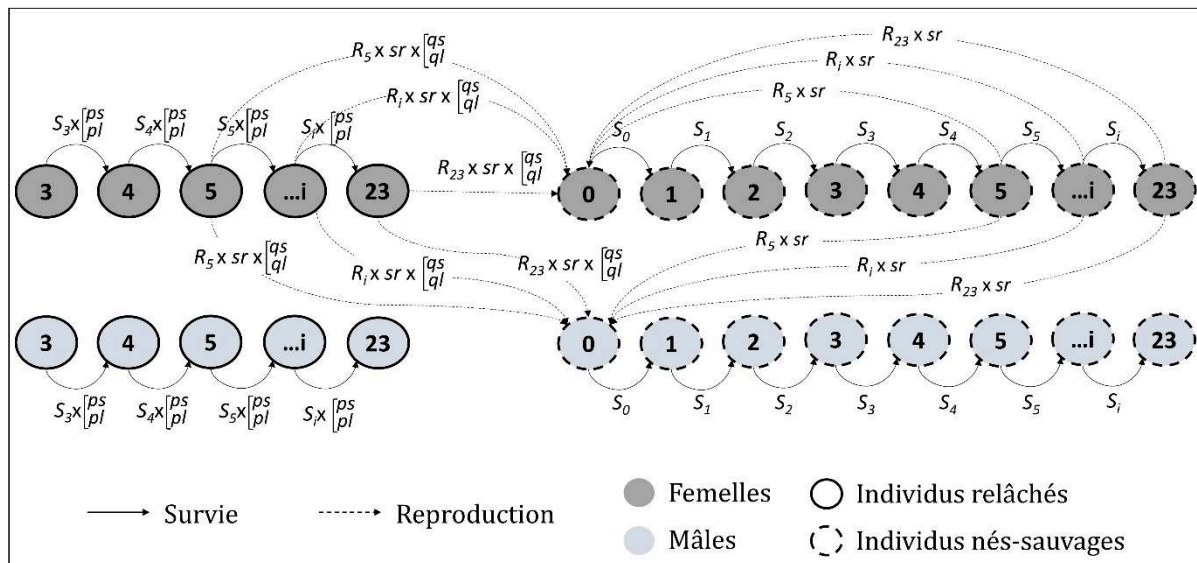 R5 x sr x [qs ql
R23 x sr
Ri x sr x [qs ql
Ri x sr
R5 x sr
S3x[ps pl S4x[ps pl S5x[ps pl Si x[ps pl
S0 S1 S2 S3 S4 S5 Si
R23 x sr x [qs ql
3 4 5 ...i 23 0 1 2 3 4 5 ...i 23
R5 x sr x [qs ql
Ri x sr x [qs ql
R23 x sr x [qs ql
R5 x sr
Ri x sr
R23 x sr
3 4 5 ...i 23 0 1 2 3 4 5 ...i 23
S3x[ps pl S4x[ps pl S5x[ps pl Si x[ps pl
S0 S1 S2 S3 S4 S5 Si
Survie
Reproduction
Femelles
Individus relâchés
Mâles
Individus nés-sauvages